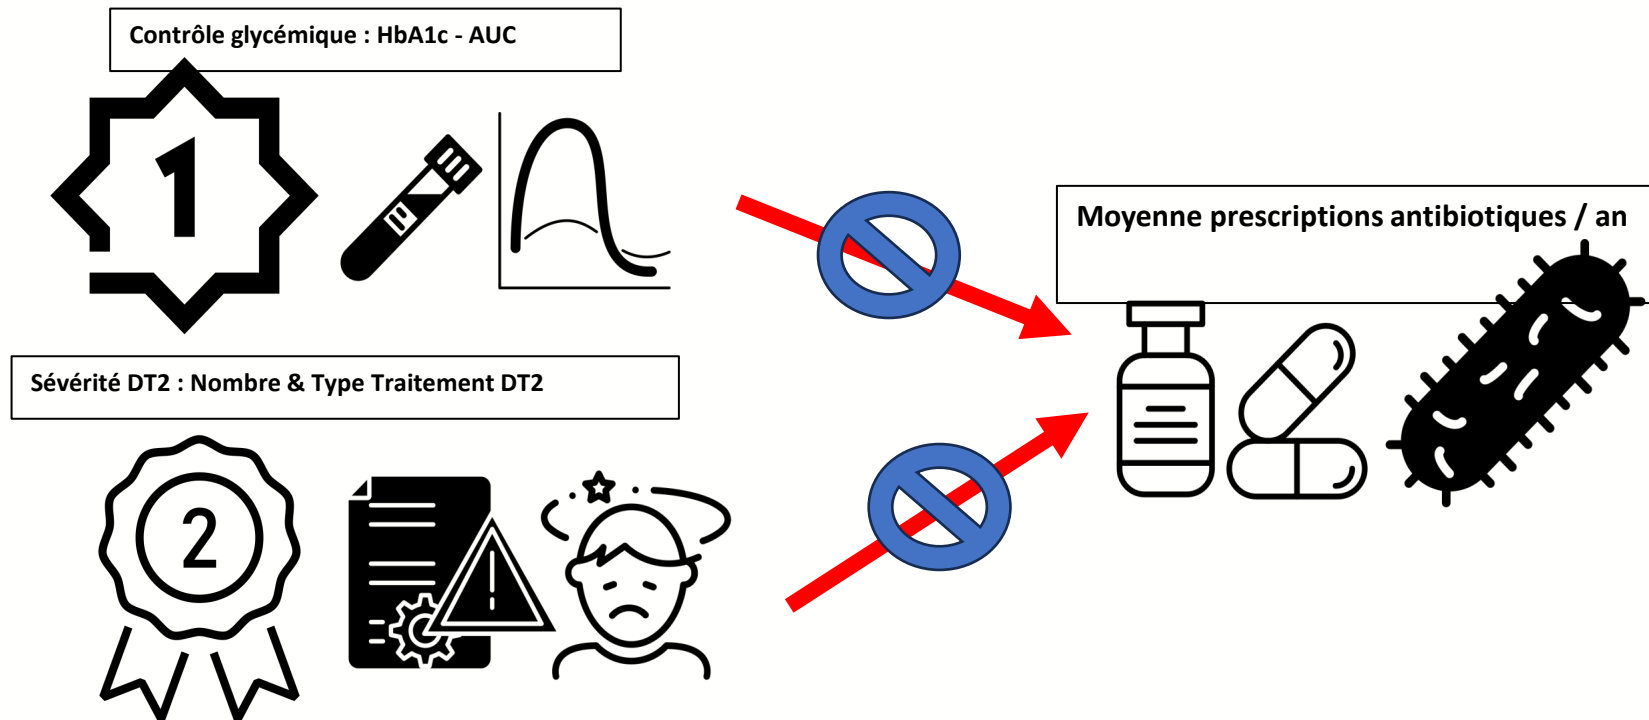 Contrôle glycémique : HbA1c - AUC
1
Moyenne prescriptions antibiotiques / an
Sévérité DT2 : Nombre & Type Traitement DT2
2